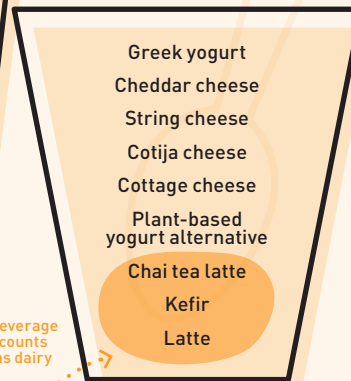 Greek yogurt
Cheddar cheese
String cheese
Cotija cheese
Cottage cheese
Plant-based
yogurt alternative
Chai tea latte
Kefir
Latte
everage
counts
s dairy